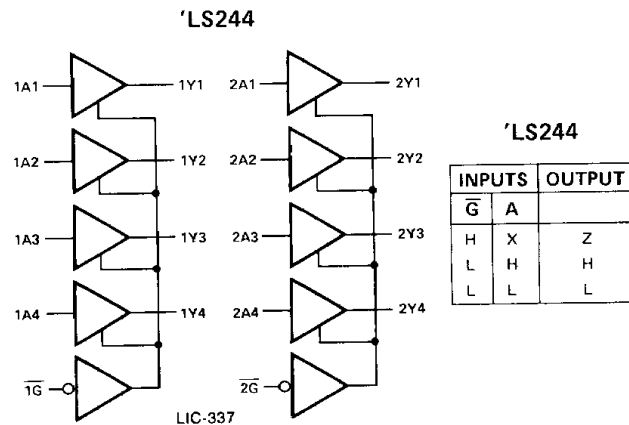 'LS244
1A1 1Y1 2A1 2Y1
1A2 1Y2 2A2 2Y2
1A3 1Y3 2A3 2Y3
1A4 1Y4 2A4 2Y4
1G̅ 2G̅
LIC-337
'LS244
INPUTS OUTPUT
G̅ A
H X Z
L H H
L L L